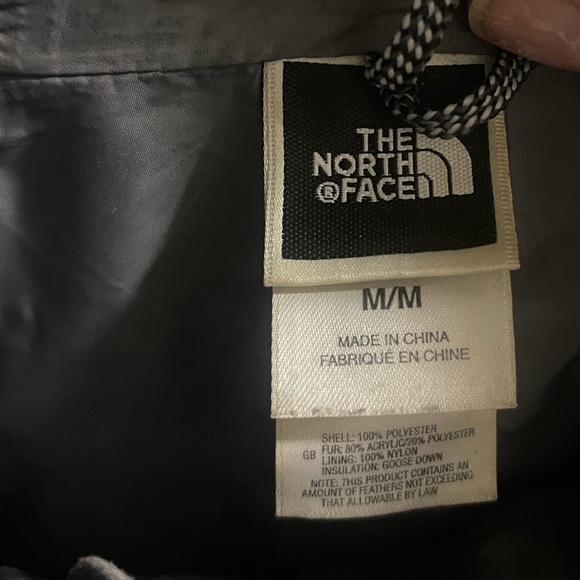 THE
NORTH
®FACE
M/M
MADE IN CHINA
FABRIQUÉ EN CHINE
SHELL: 100% POLYESTER
GB FUR: 80% ACRYLIC/20% POLYESTER
LINING: 100% NYLON
INSULATION: GOOSE DOWN
NOTE: THIS PRODUCT CONTAINS AN
AMOUNT OF FEATHERS NOT EXCEEDING
THAT ALLOWABLE BY LAW